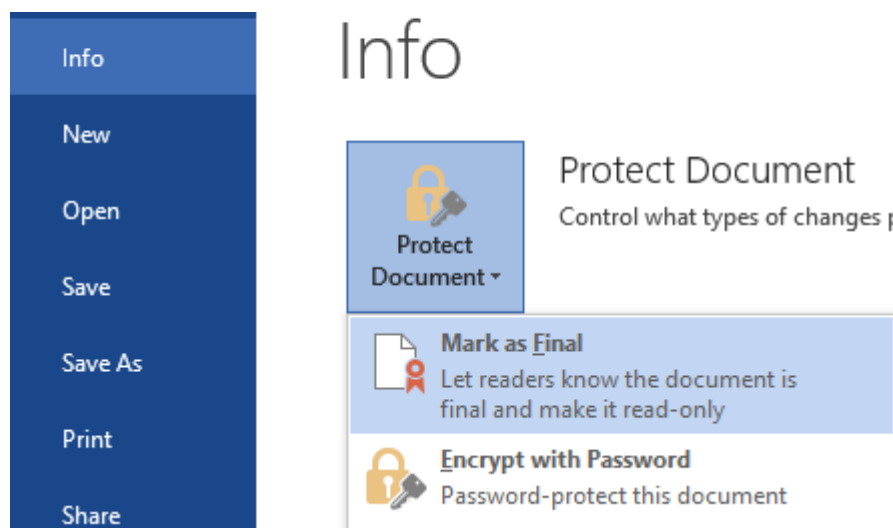 Info
New
Open
Save
Save As
Print
Share
Info
Protect
Document
Protect Document
Control what types of changes
Mark as Final
Let readers know the document is
final and make it read-only
Encrypt with Password
Password-protect this document